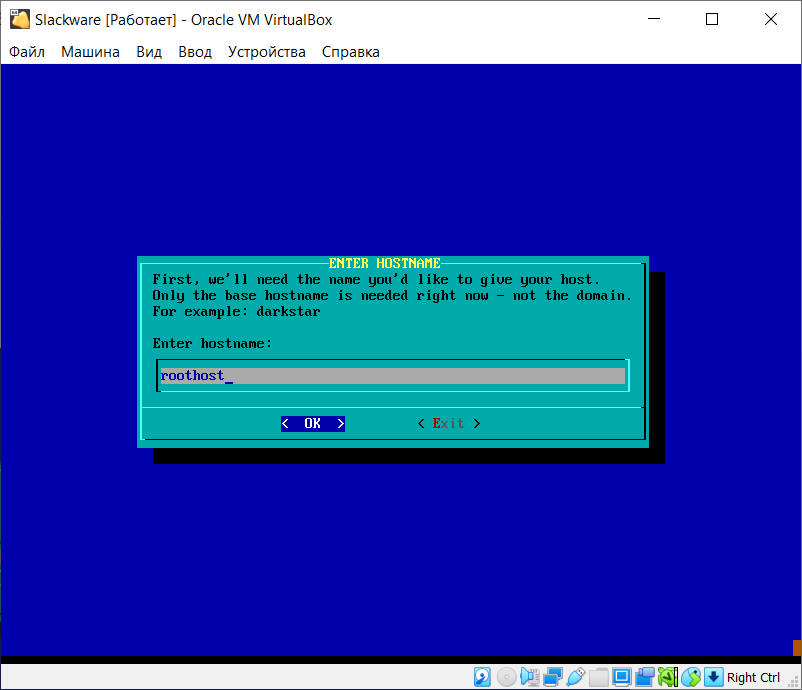 Slackware [Работает] - Oracle VM VirtualBox
Файл Машина Вид Ввод Устройства Справка
ENTER HOSTNAME
First, we'll need the name you'd like to give your host.
Only the base hostname is needed right now - not the domain.
For example: darkstar
Enter hostname:
roothost_
< OK > < Exit >
Right Ctrl